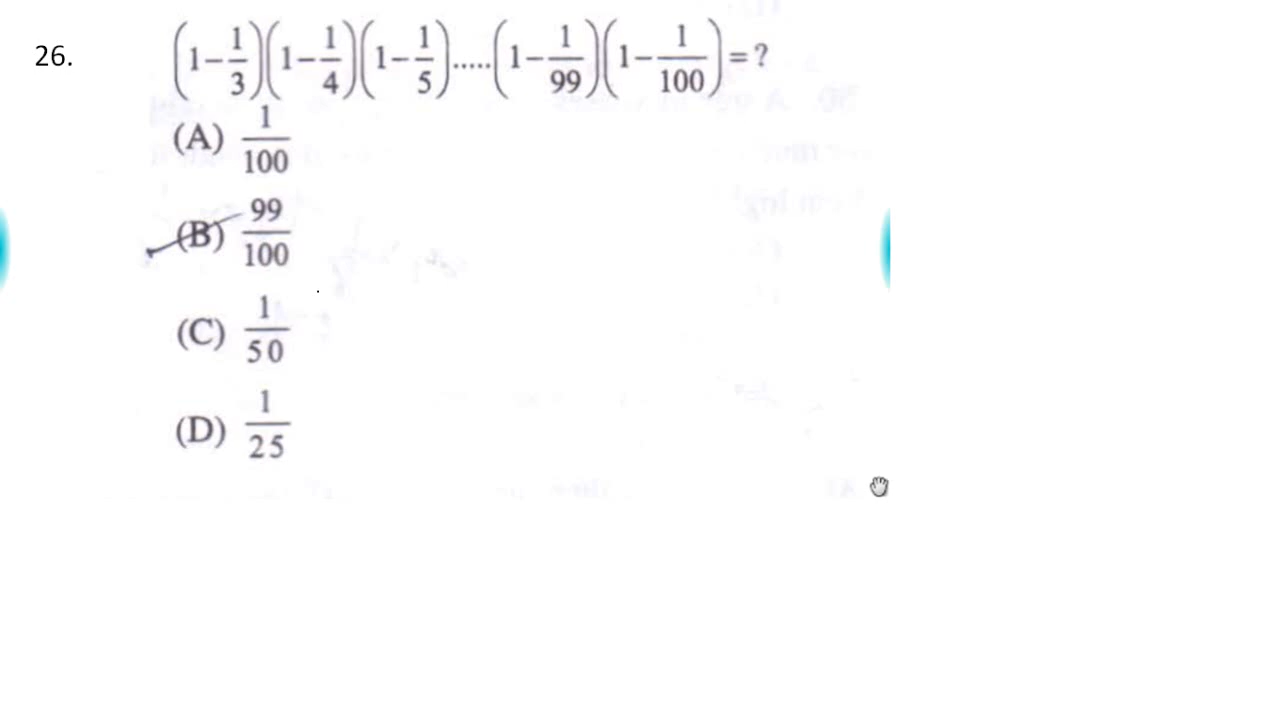 26. (1-1/3)(1-1/4)(1-1/5).....(1-1/99)(1-1/100)=?
(A) 1/100
(B) 99/100
(C) 1/50
(D) 1/25